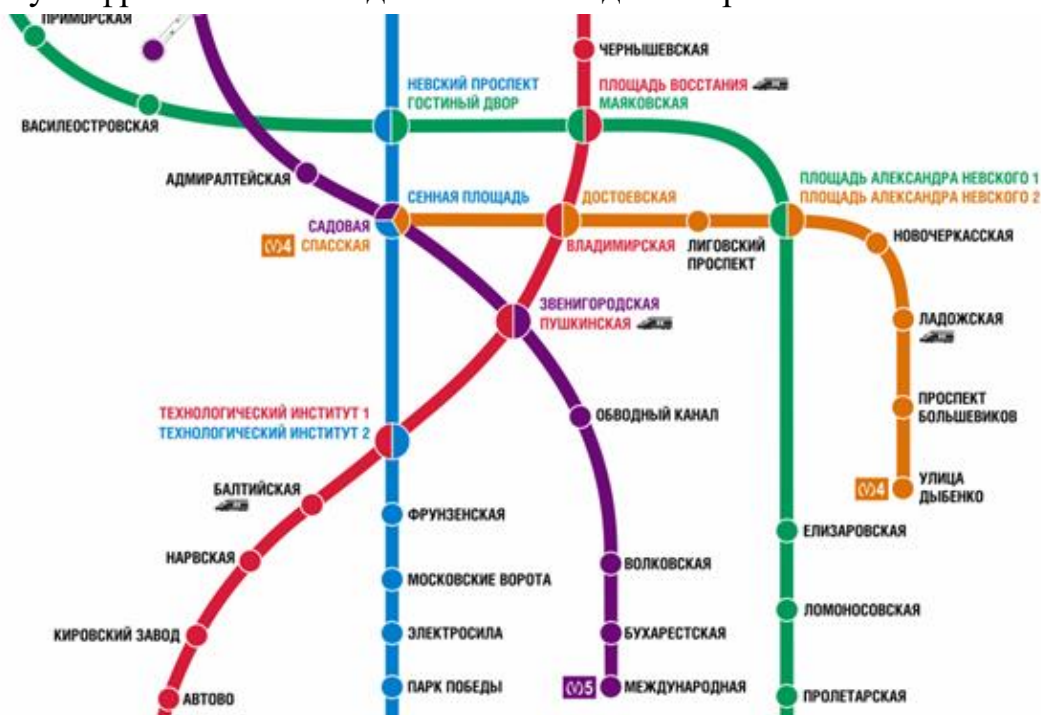 ПРИМОРСКАЯ
ЧЕРНЫШЕВСКАЯ
НЕВСКИЙ ПРОСПЕКТ
ГОСТИНЫЙ ДВОР
ПЛОЩАДЬ ВОССТАНИЯ
МАЯКОВСКАЯ
ВАСИЛЕОСТРОВСКАЯ
АДМИРАЛТЕЙСКАЯ
ПЛОЩАДЬ АЛЕКСАНДРА НЕВСКОГО 1
ПЛОЩАДЬ АЛЕКСАНДРА НЕВСКОГО 2
СЕННАЯ ПЛОЩАДЬ
ДОСТОЕВСКАЯ
САДОВАЯ
4 СПАССКАЯ
ВЛАДИМИРСКАЯ
ЛИГОВСКИЙ
ПРОСПЕКТ
НОВОЧЕРКАССКАЯ
ЗВЕНИГОРОДСКАЯ
ПУШКИНСКАЯ
ЛАДОЖСКАЯ
ТЕХНОЛОГИЧЕСКИЙ ИНСТИТУТ 1
ТЕХНОЛОГИЧЕСКИЙ ИНСТИТУТ 2
ОБВОДНЫЙ КАНАЛ
ПРОСПЕКТ
БОЛЬШЕВИКОВ
БАЛТИЙСКАЯ
4 УЛИЦА
ДЫБЕНКО
ФРУНЗЕНСКАЯ
ЕЛИЗАРОВСКАЯ
НАРВСКАЯ
МОСКОВСКИЕ ВОРОТА
ВОЛКОВСКАЯ
ЛОМОНОСОВСКАЯ
КИРОВСКИЙ ЗАВОД
ЭЛЕКТРОСИЛА
БУХАРЕСТСКАЯ
АВТОВО
ПАРК ПОБЕДЫ
5 МЕЖДУНАРОДНАЯ
ПРОЛЕТАРСКАЯ